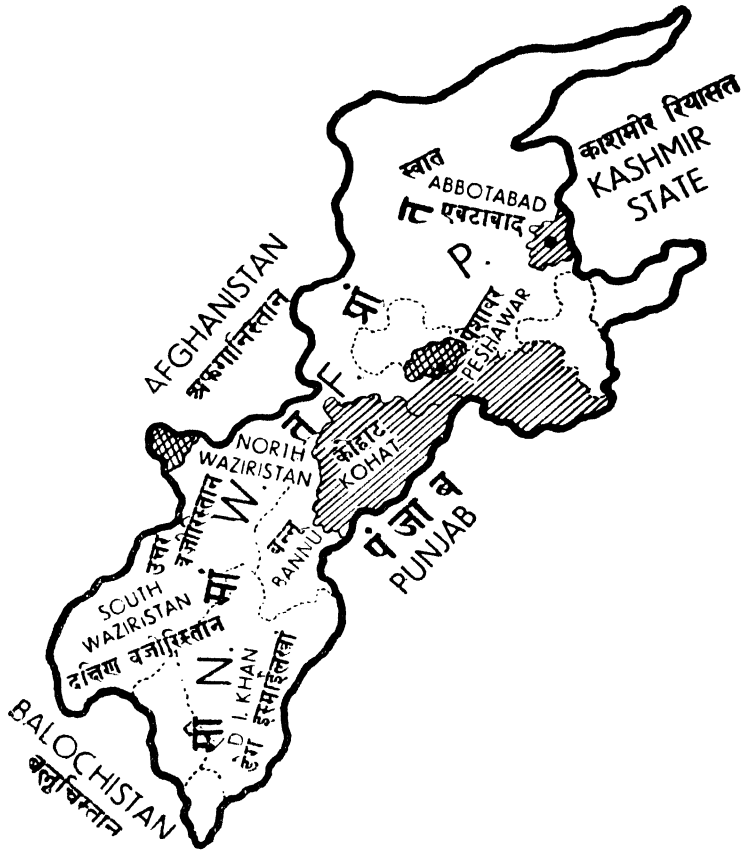 काशमीर रियासत
KASHMIR
STATE
स्वात
ABBOTABAD
एबटाबाद
AFGHANISTAN
अफगानिस्तान
पेशावर
PESHAWAR
कोहाट
KOHAT
NORTH
WAZIRISTAN
उत्तर
वज़ीरिस्तान
बन्नू
BANNU
पंजाब
PUNJAB
SOUTH
WAZIRISTAN
दक्षिण वजीरिस्तान
D I. KHAN
इस्माईलखां
BALOCHISTAN
बलूचिस्तान
N. W. F. P.
मा मां त प्रां त